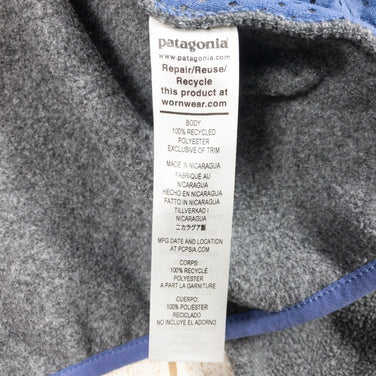 patagonia®
www.patagonia.com
Repair/Reuse/
Recycle
this product at
wornwear.com
BODY:
100% RECYCLED
POLYESTER
EXCLUSIVE OF TRIM
MADE IN NICARAGUA
FABRIQUÉ AU
NICARAGUA
HECHO EN NICARAGUA
FATTO IN NICARAGUA
TILLVERKAD I
NICARAGUA
ニカラグア製
MFG DATE AND LOCATION
AT PCPSIA.COM
CORPS:
100% RECYCLÉ
POLYESTER
A PART LA GARNITURE
CUERPO:
100% POLIÉSTER
RECICLADO
NO INCLUYE EL ADORNO